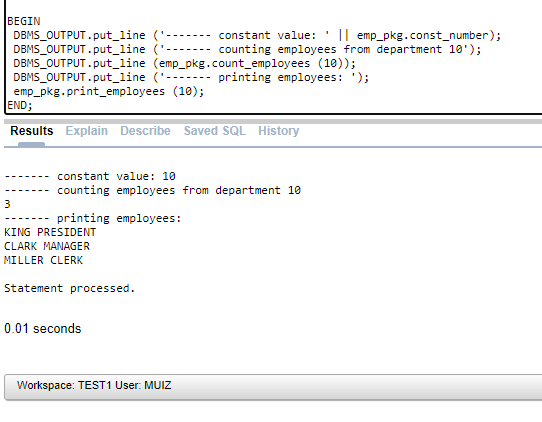 BEGIN
DBMS_OUTPUT.put_line ('------- constant value: ' || emp_pkg.const_number);
DBMS_OUTPUT.put_line ('------- counting employees from department 10');
DBMS_OUTPUT.put_line (emp_pkg.count_employees (10));
DBMS_OUTPUT.put_line ('------- printing employees: ');
emp_pkg.print_employees (10);
END;
Results Explain Describe Saved SQL History
------- constant value: 10
------- counting employees from department 10
3
------- printing employees:
KING PRESIDENT
CLARK MANAGER
MILLER CLERK
Statement processed.
0.01 seconds
Workspace: TEST1 User: MUIZ